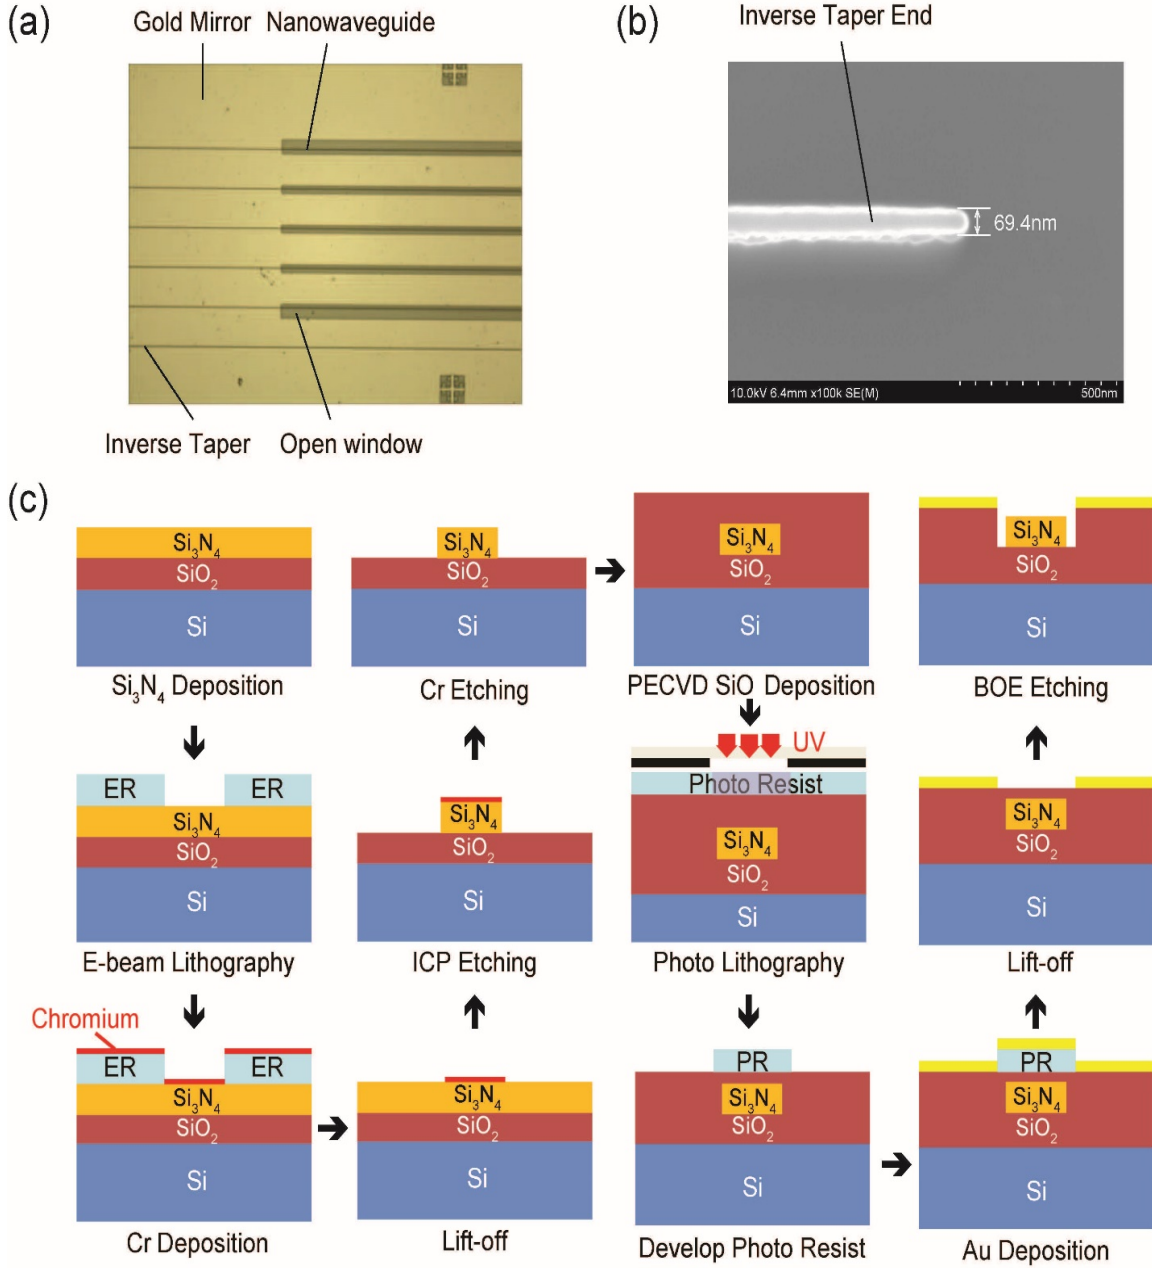 (a)
Gold Mirror Nanowaveguide
Inverse Taper Open window
(b)
Inverse Taper End
69.4nm
10.0kV 6.4mm x100k SE(M) 500nm
(c)
Si₃N₄
SiO₂
Si
Si₃N₄ Deposition
ER ER
Si₃N₄
SiO₂
Si
E-beam Lithography
Chromium
ER ER
Si₃N₄
SiO₂
Si
Cr Deposition
Si₃N₄
SiO₂
Si
Lift-off
Si₃N₄
SiO₂
Si
ICP Etching
Si₃N₄
SiO₂
Si
Cr Etching
Si₃N₄
SiO₂
Si
PECVD SiO Deposition
UV
Photo Resist
Si₃N₄
SiO₂
Si
Photo Lithography
PR
Si₃N₄
SiO₂
Si
Develop Photo Resist
PR
Si₃N₄
SiO₂
Si
Au Deposition
Si₃N₄
SiO₂
Si
Lift-off
Si₃N₄
SiO₂
Si
BOE Etching